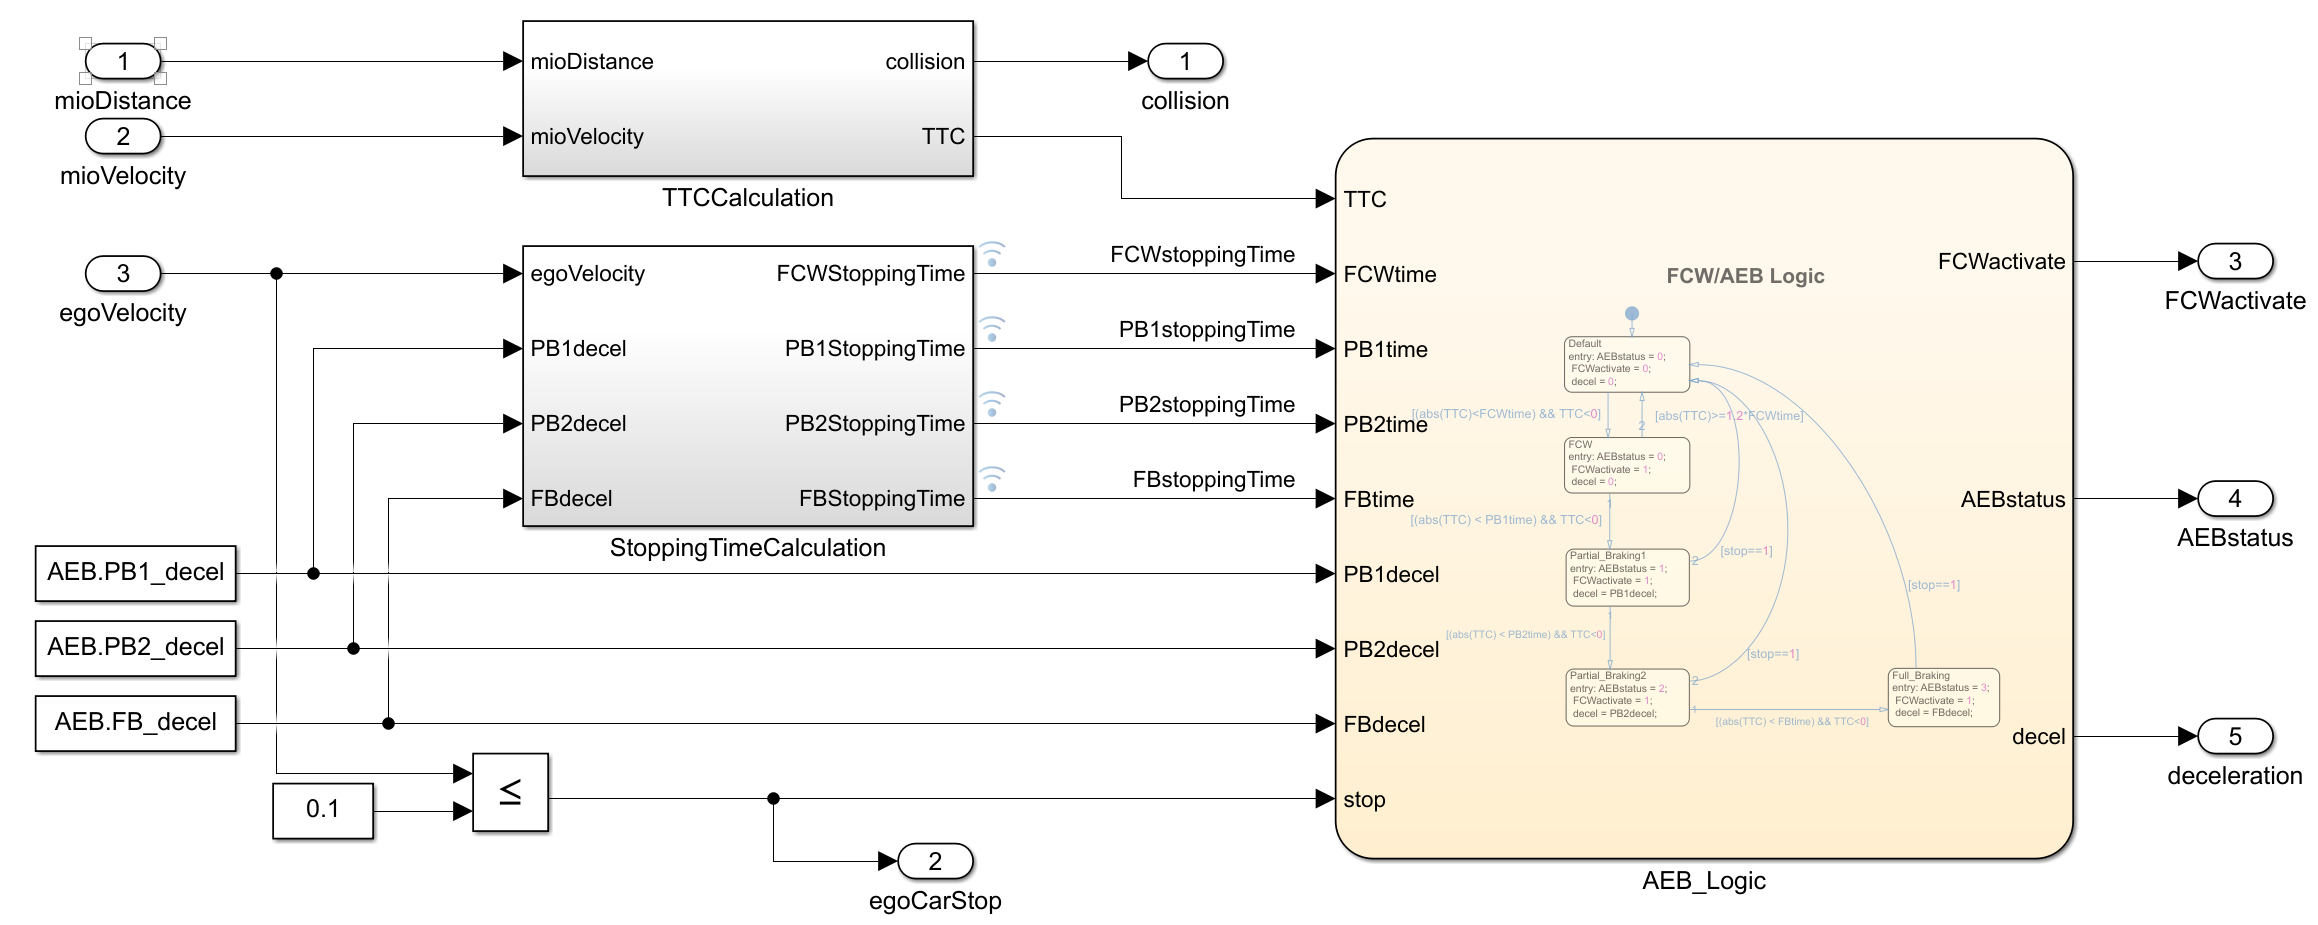 1
mioDistance
2
mioVelocity
mioDistance
mioVelocity
collision
TTC
TTCCalculation
1
collision
3
egoVelocity
egoVelocity
PB1decel
PB2decel
FBdecel
FCWStoppingTime
PB1StoppingTime
PB2StoppingTime
FBStoppingTime
StoppingTimeCalculation
FCWstoppingTime
PB1stoppingTime
PB2stoppingTime
FBstoppingTime
AEB.PB1_decel
AEB.PB2_decel
AEB.FB_decel
0.1
≤
2
egoCarStop
TTC
FCWtime
PB1time
PB2time
FBtime
PB1decel
PB2decel
FBdecel
stop
FCW/AEB Logic
Default
entry: AEBstatus = 0;
FCWactivate = 0;
decel = 0;
[(abs(TTC)<FCWtime) && TTC<0]
2
[abs(TTC)>=1.2*FCWtime]
FCW
entry: AEBstatus = 0;
FCWactivate = 1;
decel = 0;
1
[(abs(TTC) < PB1time) && TTC<0]
Partial_Braking1
entry: AEBstatus = 1;
FCWactivate = 1;
decel = PB1decel;
2
[stop==1]
1
[(abs(TTC) < PB2time) && TTC<0]
Partial_Braking2
entry: AEBstatus = 2;
FCWactivate = 1;
decel = PB2decel;
2
[stop==1]
1
[(abs(TTC) < FBtime) && TTC<0]
Full_Braking
entry: AEBstatus = 3;
FCWactivate = 1;
decel = FBdecel;
[stop==1]
FCWactivate
AEBstatus
decel
AEB_Logic
3
FCWactivate
4
AEBstatus
5
deceleration